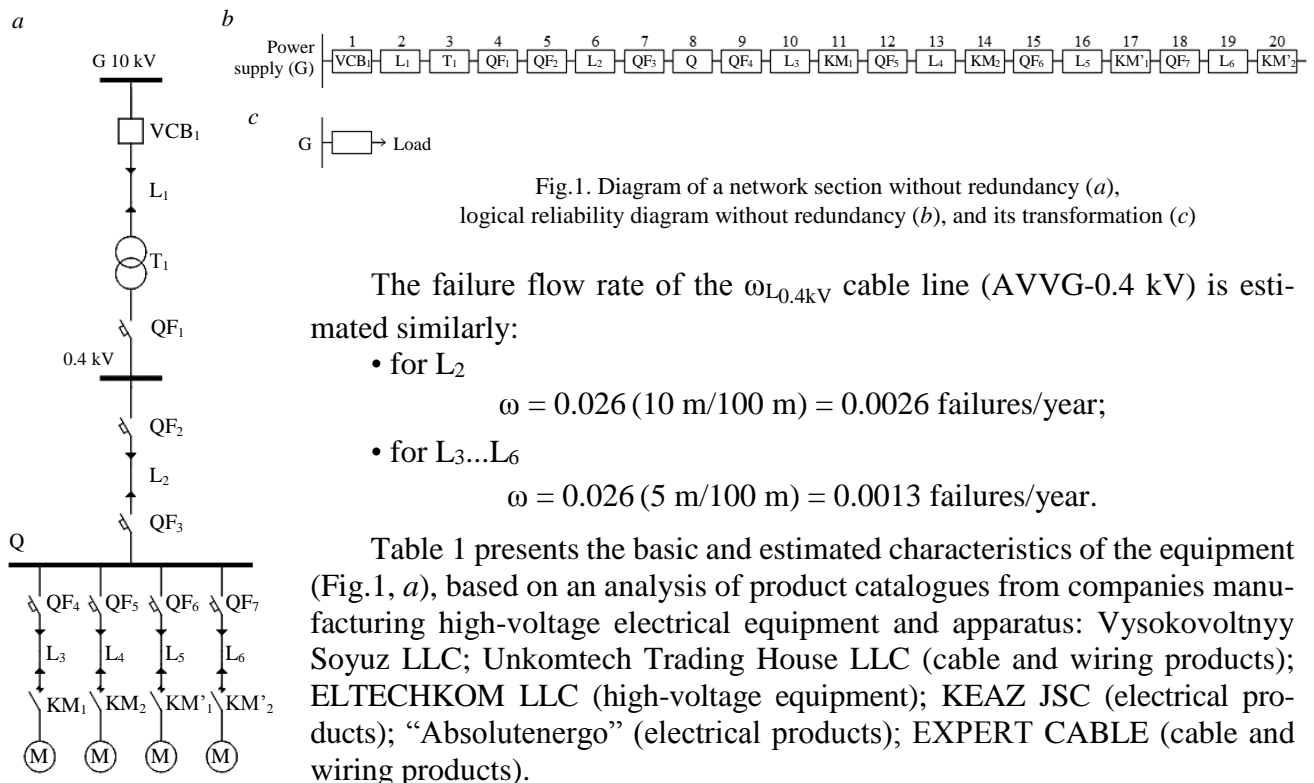 a
G 10 kV
VCB₁
L₁
T₁
QF₁
0.4 kV
QF₂
L₂
QF₃
Q
QF₄ QF₅ QF₆ QF₇
L₃ L₄ L₅ L₆
KM₁ KM₂ KM'₁ KM'₂
M M M M
b
1 2 3 4 5 6 7 8 9 10 11 12 13 14 15 16 17 18 19 20
Power
supply (G)
VCB₁ L₁ T₁ QF₁ QF₂ L₂ QF₃ Q QF₄ L₃ KM₁ QF₅ L₄ KM₂ QF₆ L₅ KM'₁ QF₇ L₆ KM'₂
c
G Load
Fig.1. Diagram of a network section without redundancy (a),
logical reliability diagram without redundancy (b), and its transformation (c)
The failure flow rate of the ω_L0.4kV cable line (AVVG-0.4 kV) is esti-
mated similarly:
• for L₂
ω = 0.026 (10 m/100 m) = 0.0026 failures/year;
• for L₃...L₆
ω = 0.026 (5 m/100 m) = 0.0013 failures/year.
Table 1 presents the basic and estimated characteristics of the equipment
(Fig.1, a), based on an analysis of product catalogues from companies manu-
facturing high-voltage electrical equipment and apparatus: Vysokovoltnyy
Soyuz LLC; Unkomtech Trading House LLC (cable and wiring products);
ELTECHKOM LLC (high-voltage equipment); KEAZ JSC (electrical pro-
ducts); “Absolutenergo” (electrical products); EXPERT CABLE (cable and
wiring products).